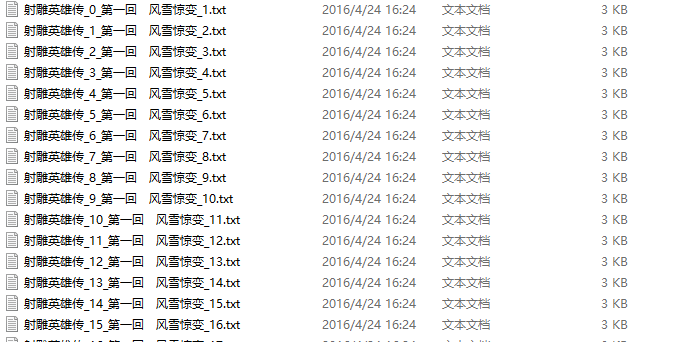 射雕英雄传_0_第一回　风雪惊变_1.txt 2016/4/24 16:24 文本文档 3 KB
射雕英雄传_1_第一回　风雪惊变_2.txt 2016/4/24 16:24 文本文档 3 KB
射雕英雄传_2_第一回　风雪惊变_3.txt 2016/4/24 16:24 文本文档 3 KB
射雕英雄传_3_第一回　风雪惊变_4.txt 2016/4/24 16:24 文本文档 3 KB
射雕英雄传_4_第一回　风雪惊变_5.txt 2016/4/24 16:24 文本文档 3 KB
射雕英雄传_5_第一回　风雪惊变_6.txt 2016/4/24 16:24 文本文档 3 KB
射雕英雄传_6_第一回　风雪惊变_7.txt 2016/4/24 16:24 文本文档 3 KB
射雕英雄传_7_第一回　风雪惊变_8.txt 2016/4/24 16:24 文本文档 3 KB
射雕英雄传_8_第一回　风雪惊变_9.txt 2016/4/24 16:24 文本文档 3 KB
射雕英雄传_9_第一回　风雪惊变_10.txt 2016/4/24 16:24 文本文档 3 KB
射雕英雄传_10_第一回　风雪惊变_11.txt 2016/4/24 16:24 文本文档 3 KB
射雕英雄传_11_第一回　风雪惊变_12.txt 2016/4/24 16:24 文本文档 3 KB
射雕英雄传_12_第一回　风雪惊变_13.txt 2016/4/24 16:24 文本文档 3 KB
射雕英雄传_13_第一回　风雪惊变_14.txt 2016/4/24 16:24 文本文档 3 KB
射雕英雄传_14_第一回　风雪惊变_15.txt 2016/4/24 16:24 文本文档 3 KB
射雕英雄传_15_第一回　风雪惊变_16.txt 2016/4/24 16:24 文本文档 3 KB